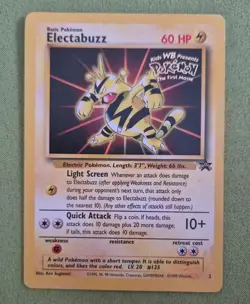 Basic Pokémon
Electabuzz
60 HP
Kids WB Presents
POKéMON
The First Movie
Electric Pokémon. Length: 3'7", Weight: 66 lbs.
Light Screen Whenever an attack does damage
to Electabuzz (after applying Weakness and Resistance)
during your opponent's next turn, that attack only
does half the damage to Electabuzz (rounded down to
the nearest 10). (Any other effects of attacks still happen.)
Quick Attack Flip a coin. If heads, this
attack does 10 damage plus 20 more damage; if
tails, this attack does 10 damage.
10+
weakness
resistance
retreat cost
A wild Pokémon with a short temper. It is unable to distinguish
colors, and it likes the color red. LV. 20 #125
Illus. Ken Sugimori
2